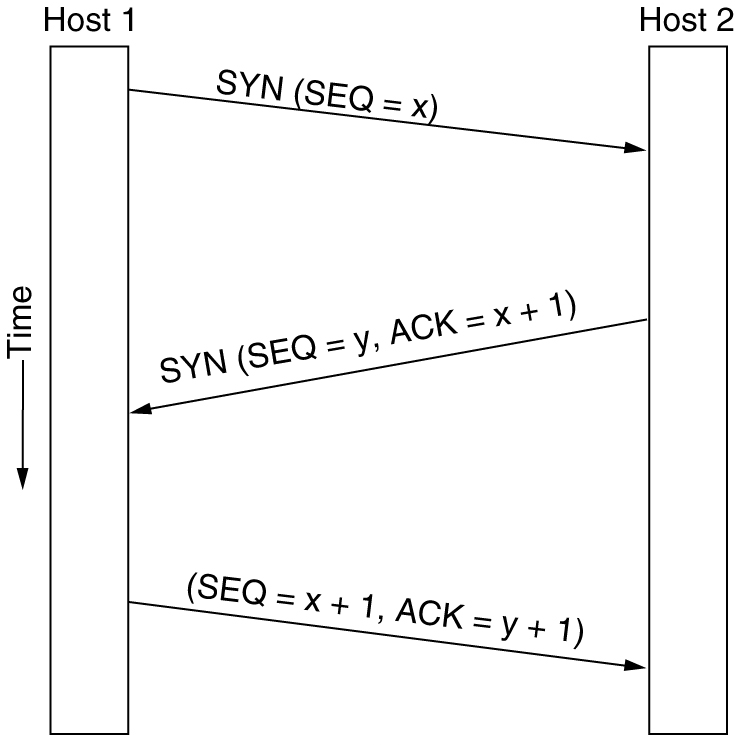 Host 1
Host 2
SYN (SEQ = x)
SYN (SEQ = y, ACK = x + 1)
Time
(SEQ = x + 1, ACK = y + 1)